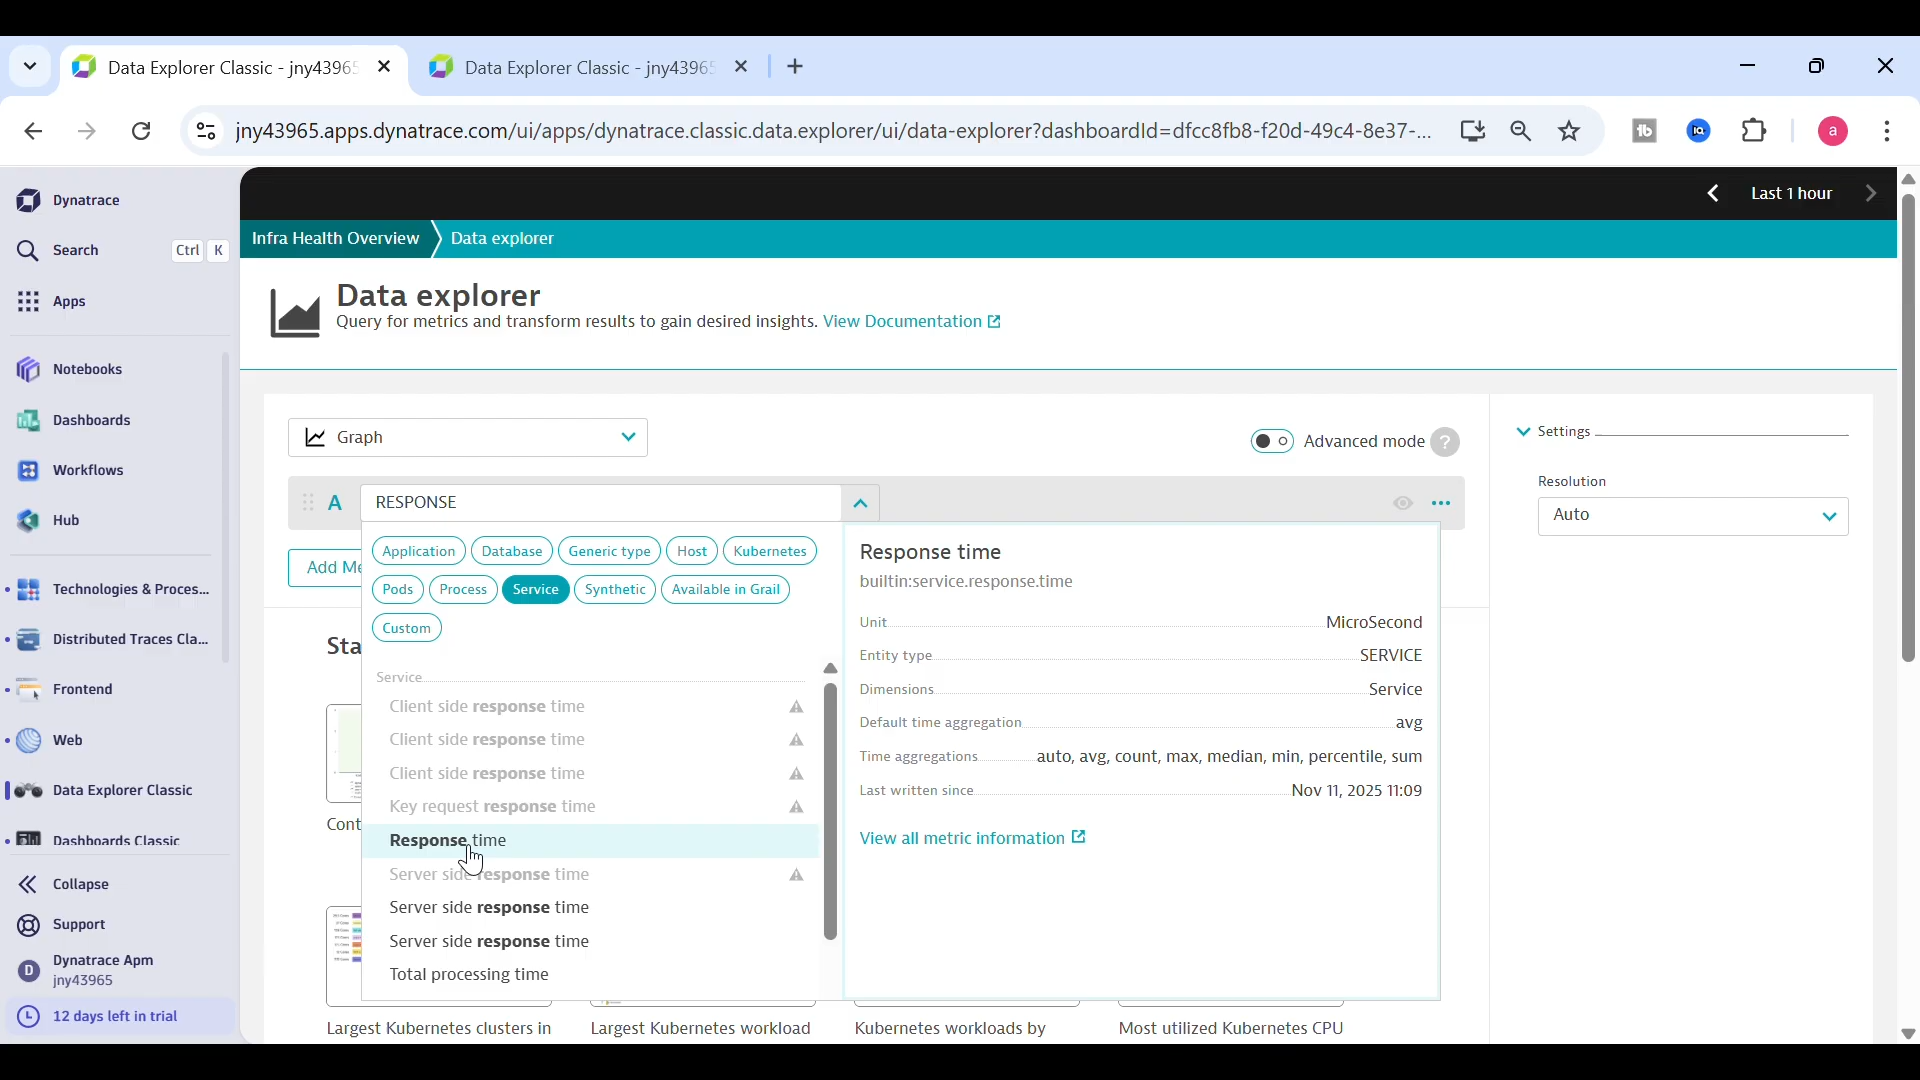 Data Explorer Classic - jny4396
Data Explorer Classic - jny4396
jny43965.apps.dynatrace.com/ui/apps/dynatrace.classic.data.explorer/ui/data-explorer?dashboardId=dfcc8fb8-f20d-49c4-8e37-...
a
Dynatrace
Search Ctrl K
Apps
Notebooks
Dashboards
Workflows
Hub
Technologies & Proces...
Distributed Traces Cla...
Frontend
Web
Data Explorer Classic
Dashboards Classic
Collapse
Support
D Dynatrace Apm
jny43965
12 days left in trial
Last 1 hour
Infra Health Overview Data explorer
Data explorer
Query for metrics and transform results to gain desired insights. View Documentation
Graph
Advanced mode ?
A RESPONSE
Add Me
Application Database Generic type Host Kubernetes
Pods Process Service Synthetic Available in Grail
Custom
Sta
Service
Client side response time
Client side response time
Client side response time
Key request response time
Response time
Server side response time
Server side response time
Server side response time
Total processing time
Cont
Response time
builtin:service.response.time
Unit MicroSecond
Entity type SERVICE
Dimensions Service
Default time aggregation avg
Time aggregations auto, avg, count, max, median, min, percentile, sum
Last written since Nov 11, 2025 11:09
View all metric information
Largest Kubernetes clusters in
Largest Kubernetes workload
Kubernetes workloads by
Most utilized Kubernetes CPU
Settings
Resolution
Auto